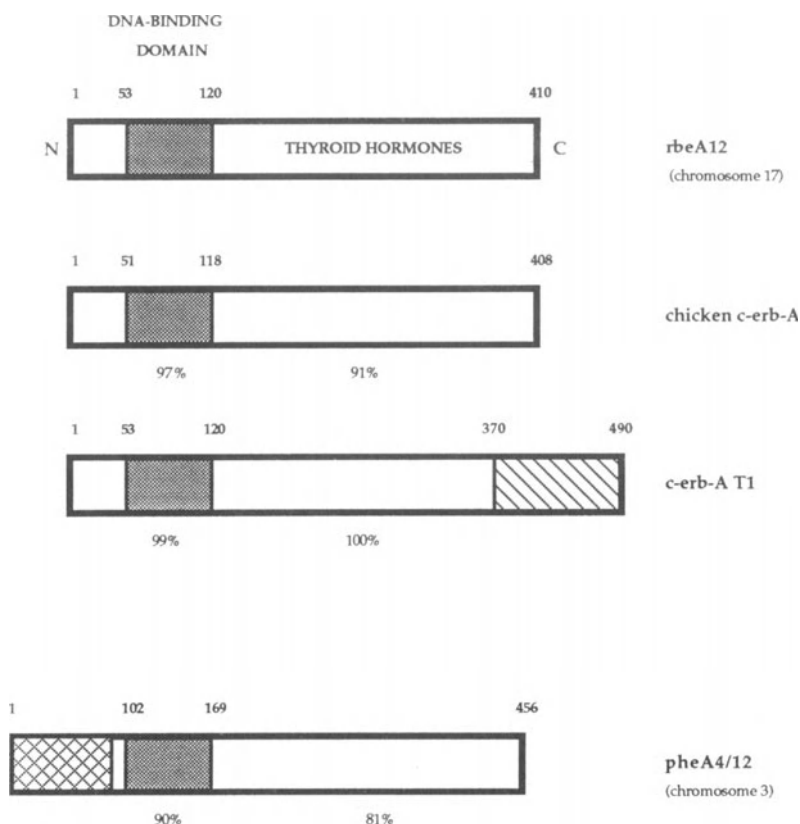 DNA-BINDING
DOMAIN
1 53 120 410
N THYROID HORMONES C rbeA12
(chromosome 17)
1 51 118 408
chicken c-erb-A
97% 91%
1 53 120 370 490
c-erb-A T1
99% 100%
1 102 169 456
pheA4/12
(chromosome 3)
90% 81%